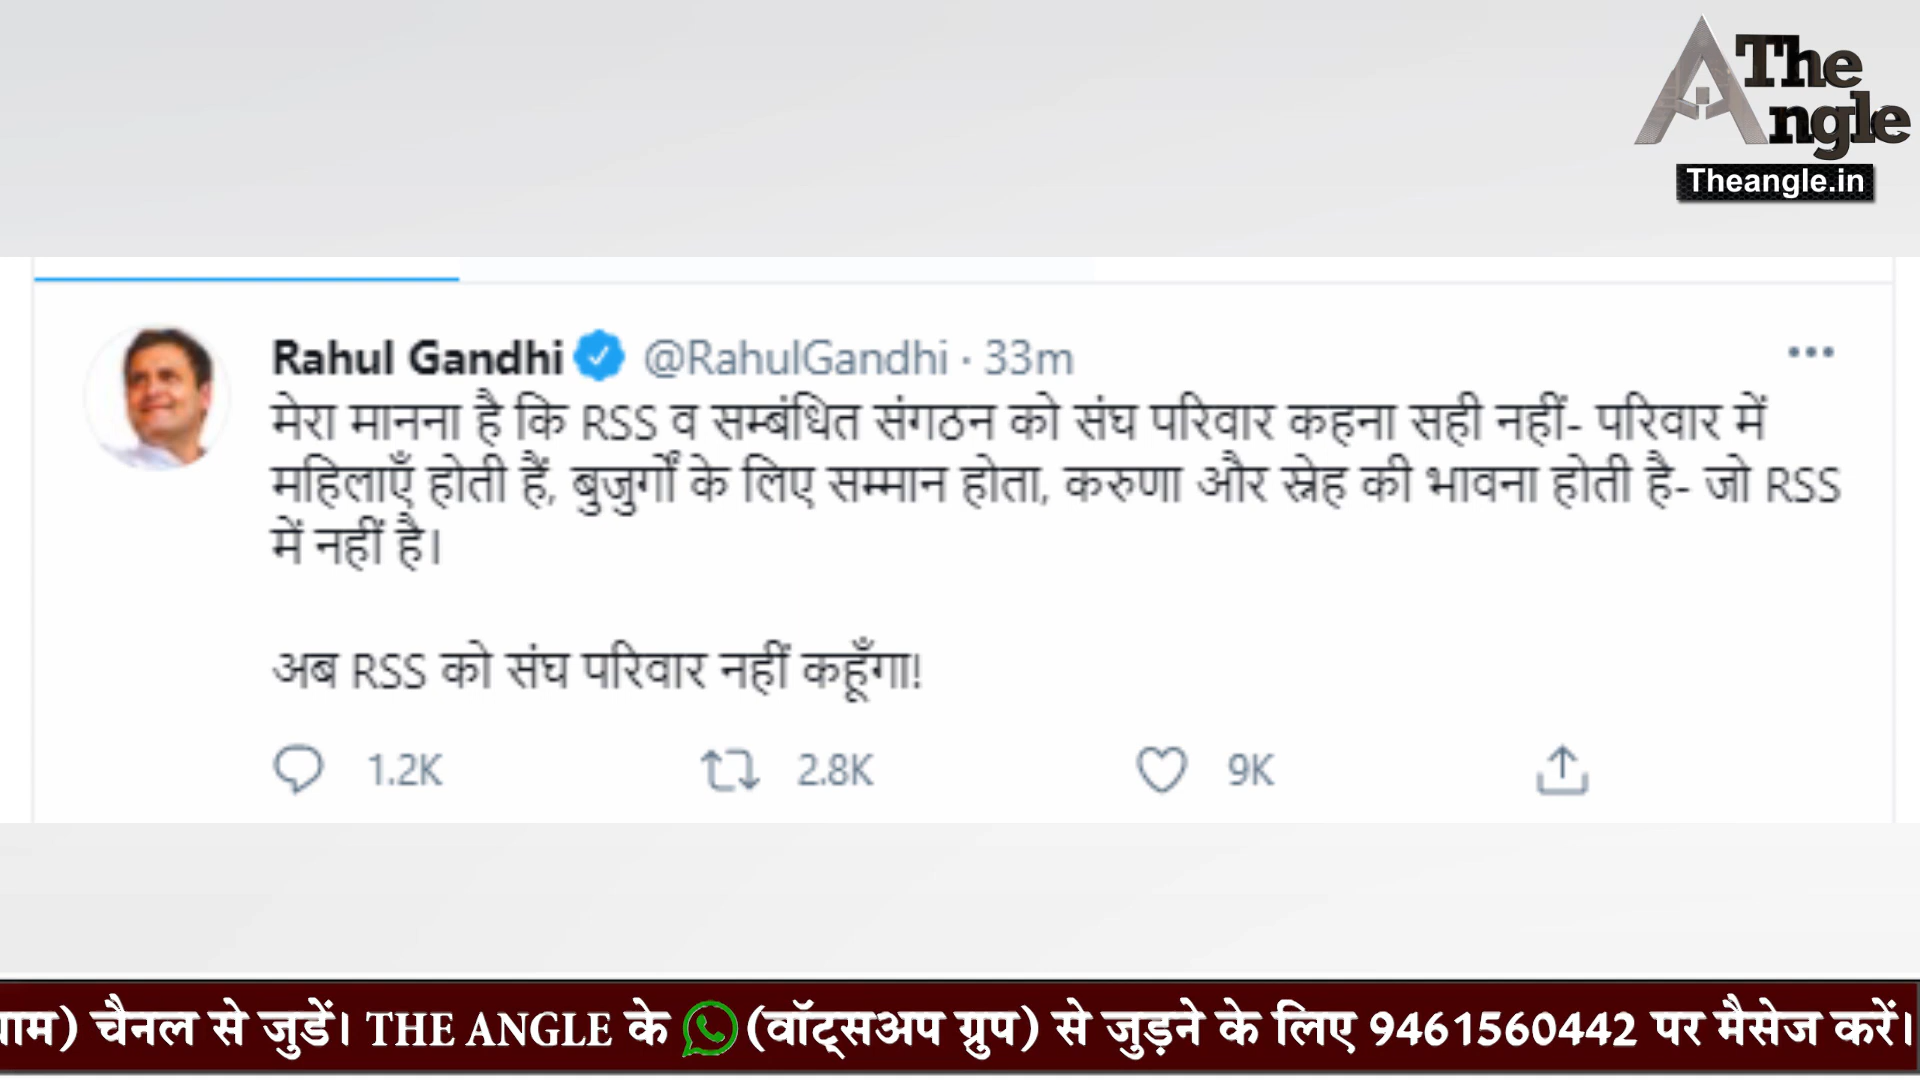 The
Angle
Theangle.in
Rahul Gandhi @RahulGandhi · 33m
मेरा मानना है कि RSS व सम्बंधित संगठन को संघ परिवार कहना सही नहीं- परिवार में
महिलाएँ होती हैं, बुजुर्गों के लिए सम्मान होता, करुणा और स्नेह की भावना होती है- जो RSS
में नहीं है।
अब RSS को संघ परिवार नहीं कहूँगा!
1.2K 2.8K 9K
चैनल से जुडें। THE ANGLE के (वॉट्सअप ग्रुप) से जुड़ने के लिए 9461560442 पर मैसेज करें।